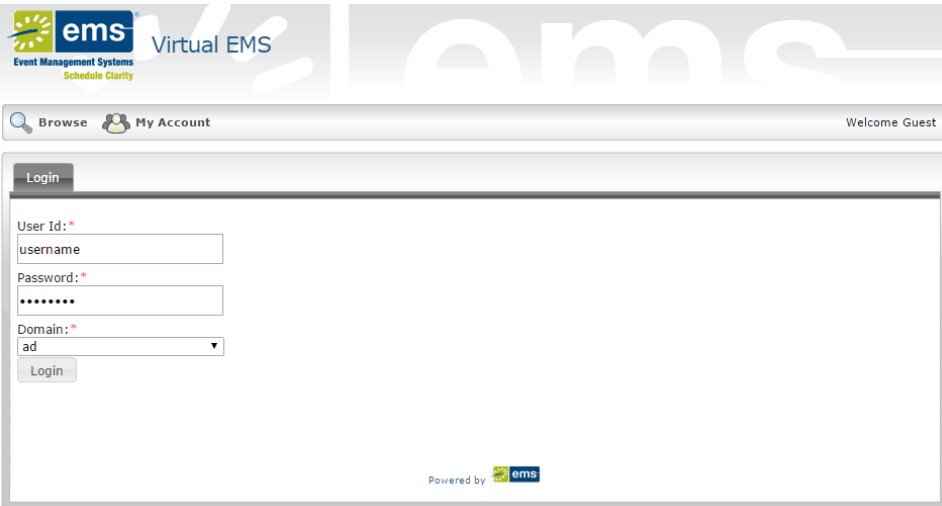 ems
Virtual EMS
Event Management Systems
Schedule Clarity
ems
Browse My Account Welcome Guest
Login
User Id:*
username
Password:*
••••••••
Domain:*
ad
Login
Powered by ems